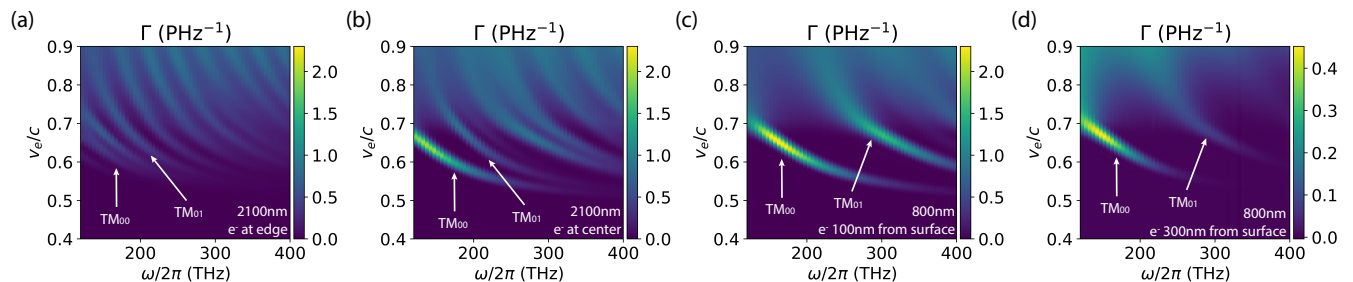 (a)
Γ (PHz⁻¹)
0.9
0.8
0.7
0.6
0.5
0.4
vₑ/c
TM₀₀
TM₀₁
2100nm
e⁻ at edge
200
300
400
ω/2π (THz)
2.0
1.5
1.0
0.5
0.0
(b)
Γ (PHz⁻¹)
0.9
0.8
0.7
0.6
0.5
0.4
vₑ/c
TM₀₀
TM₀₁
2100nm
e⁻ at center
200
300
400
ω/2π (THz)
2.0
1.5
1.0
0.5
0.0
(c)
Γ (PHz⁻¹)
0.9
0.8
0.7
0.6
0.5
0.4
vₑ/c
TM₀₀
TM₀₁
800nm
e⁻ 100nm from surface
200
300
400
ω/2π (THz)
2.0
1.5
1.0
0.5
0.0
(d)
Γ (PHz⁻¹)
0.9
0.8
0.7
0.6
0.5
0.4
vₑ/c
TM₀₀
TM₀₁
800nm
e⁻ 300nm from surface
200
300
400
ω/2π (THz)
0.4
0.3
0.2
0.1
0.0